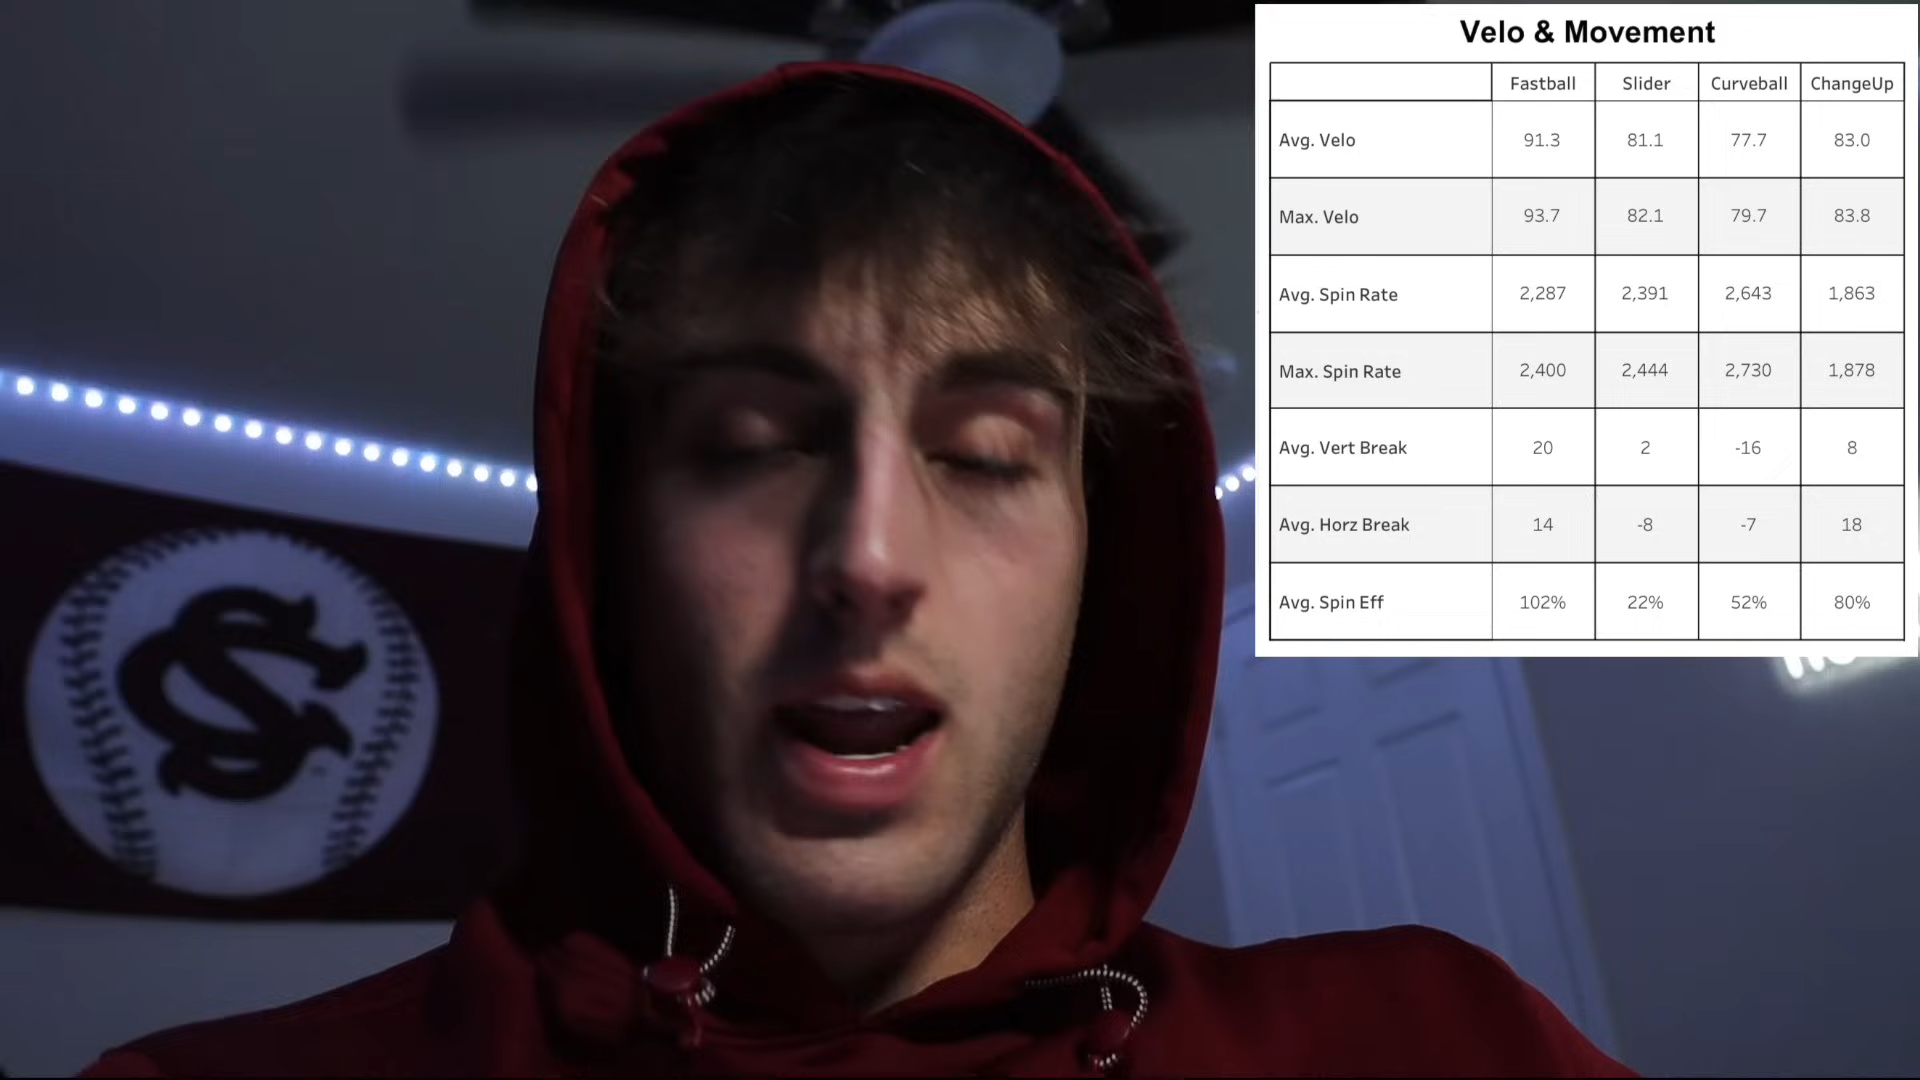 Velo & Movement
Fastball Slider Curveball ChangeUp
Avg. Velo 91.3 81.1 77.7 83.0
Max. Velo 93.7 82.1 79.7 83.8
Avg. Spin Rate 2,287 2,391 2,643 1,863
Max. Spin Rate 2,400 2,444 2,730 1,878
Avg. Vert Break 20 2 -16 8
Avg. Horz Break 14 -8 -7 18
Avg. Spin Eff 102% 22% 52% 80%
SC